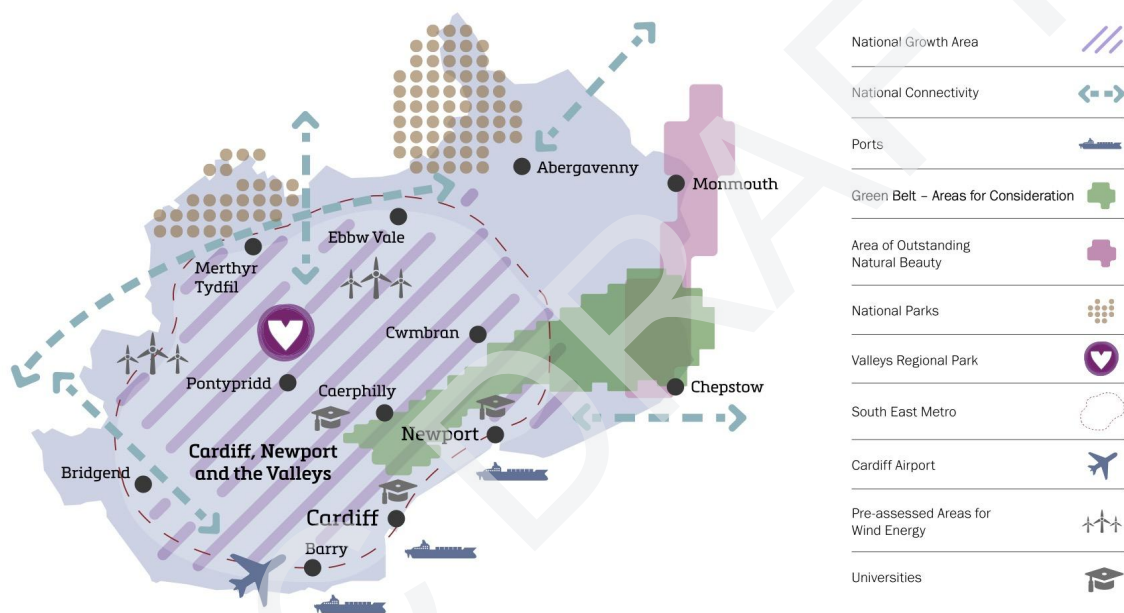 Abergavenny
Monmouth
Ebbw Vale
Merthyr
Tydfil
Cwmbran
Pontypridd
Caerphilly
Chepstow
Newport
Cardiff, Newport
and the Valleys
Bridgend
Cardiff
Barry
National Growth Area
National Connectivity
Ports
Green Belt – Areas for Consideration
Area of Outstanding
Natural Beauty
National Parks
Valleys Regional Park
South East Metro
Cardiff Airport
Pre-assessed Areas for
Wind Energy
Universities
DRAFT